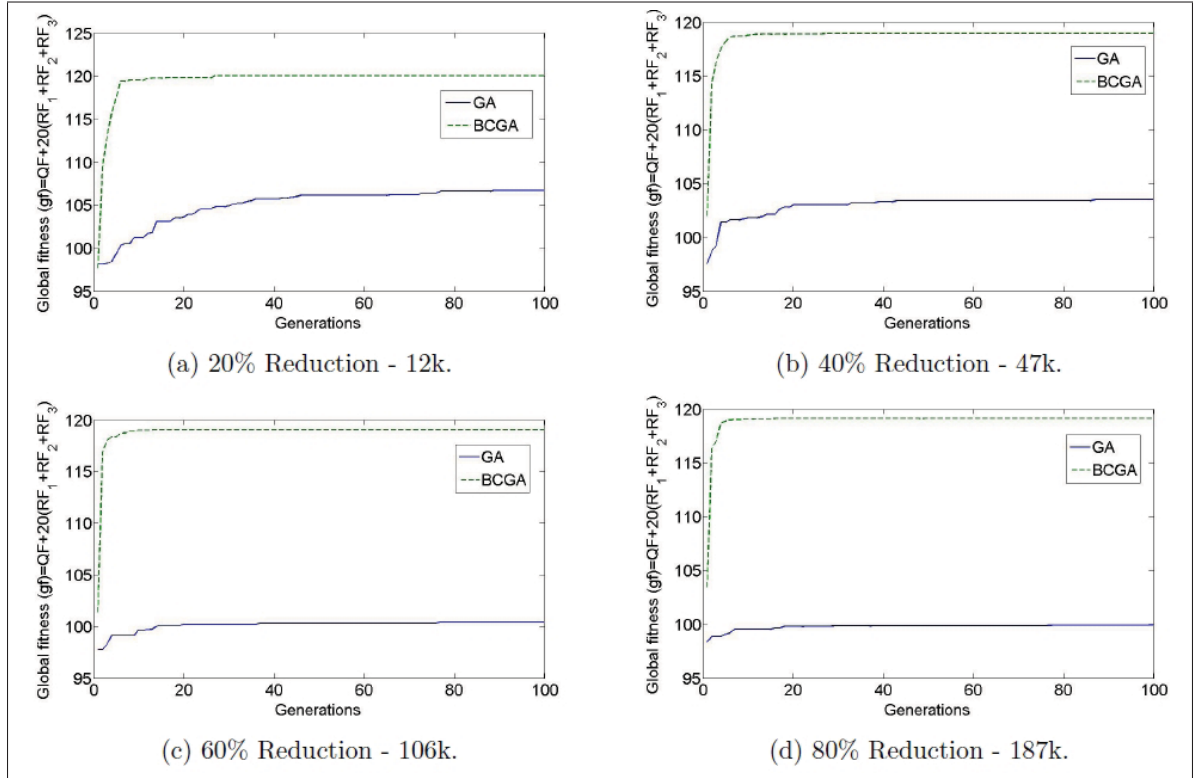 Global fitness (gf)=QF+20(RF1+RF2+RF3)
125
120
115
110
105
100
95
0
20
40
60
80
100
Generations
GA
BCGA
(a) 20% Reduction - 12k.
Global fitness (gf)=QF+20(RF1+RF2+RF3)
120
115
110
105
100
95
0
20
40
60
80
100
Generations
GA
BCGA
(b) 40% Reduction - 47k.
Global fitness (gf)=QF+20(RF1+RF2+RF3)
120
115
110
105
100
95
0
20
40
60
80
100
Generations
GA
BCGA
(c) 60% Reduction - 106k.
Global fitness (gf)=QF+20(RF1+RF2+RF3)
120
115
110
105
100
95
0
20
40
60
80
100
Generations
GA
BCGA
(d) 80% Reduction - 187k.